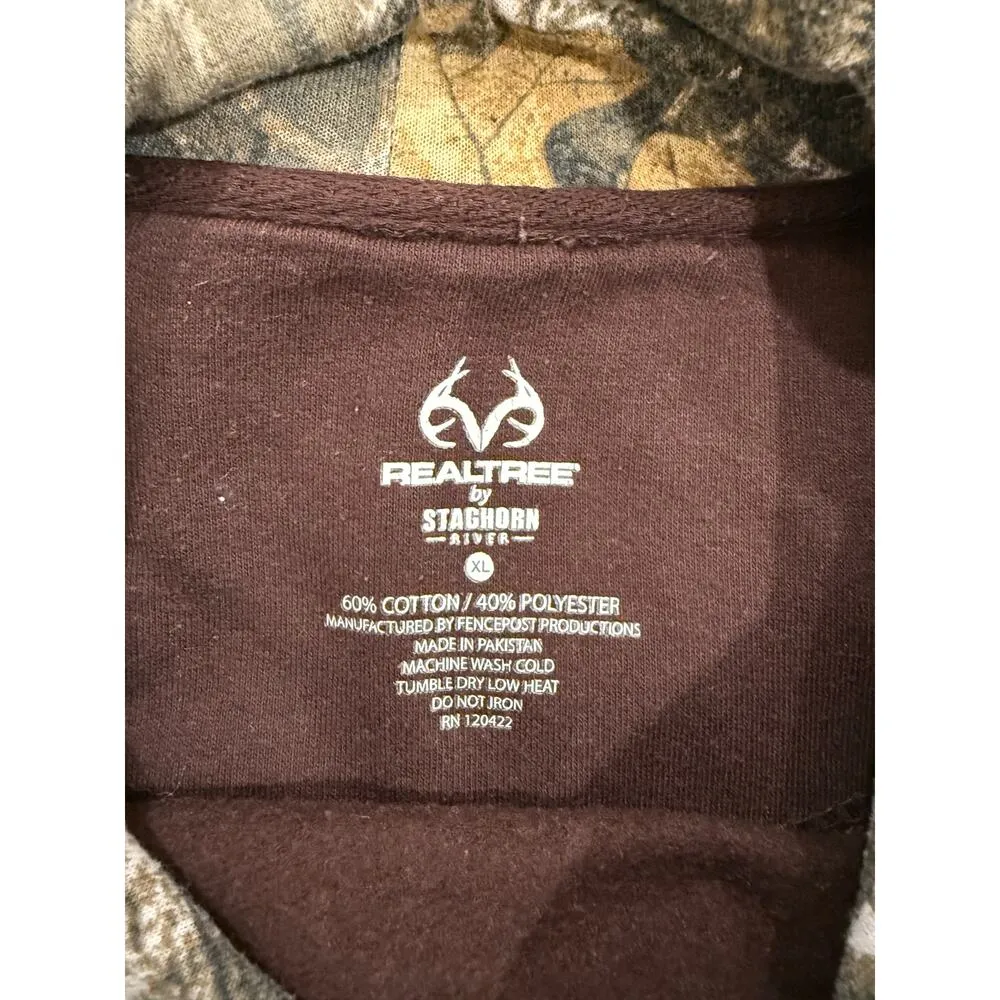 REALTREE®
by
STAGHORN
RIVER
XL
60% COTTON / 40% POLYESTER
MANUFACTURED BY FENCEPOST PRODUCTIONS
MADE IN PAKISTAN
MACHINE WASH COLD
TUMBLE DRY LOW HEAT
DO NOT IRON
RN 120422